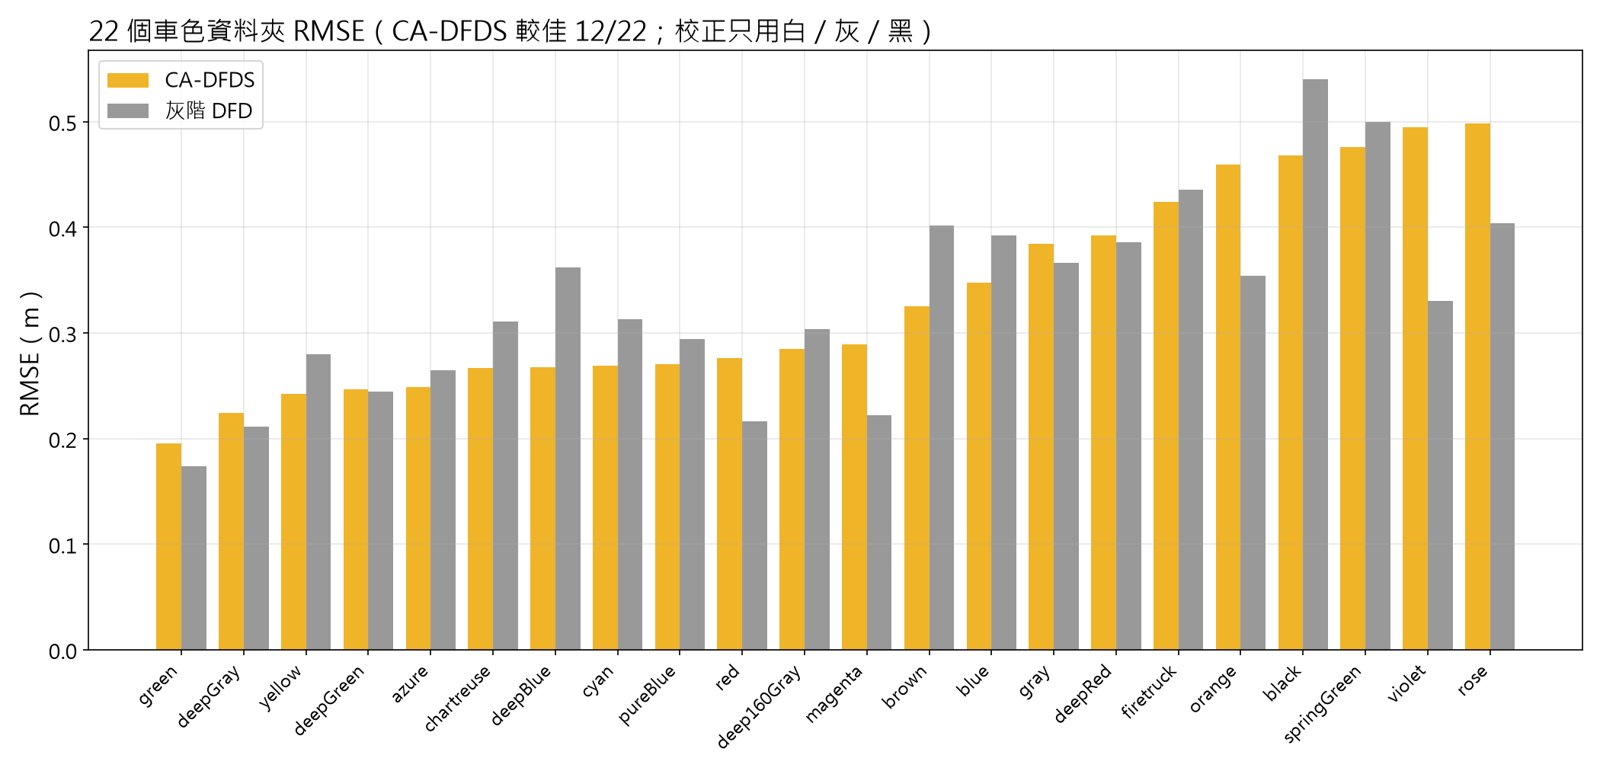 22 個車色資料夾 RMSE（CA-DFDS 較佳 12/22；校正只用白 / 灰 / 黑）
CA-DFDS
灰階 DFD
RMSE（m）
0.5
0.4
0.3
0.2
0.1
0.0
green
deepGray
yellow
deepGreen
azure
chartreuse
deepBlue
cyan
pureBlue
red
deep160Gray
magenta
brown
blue
gray
deepRed
firetruck
orange
black
springGreen
violet
rose